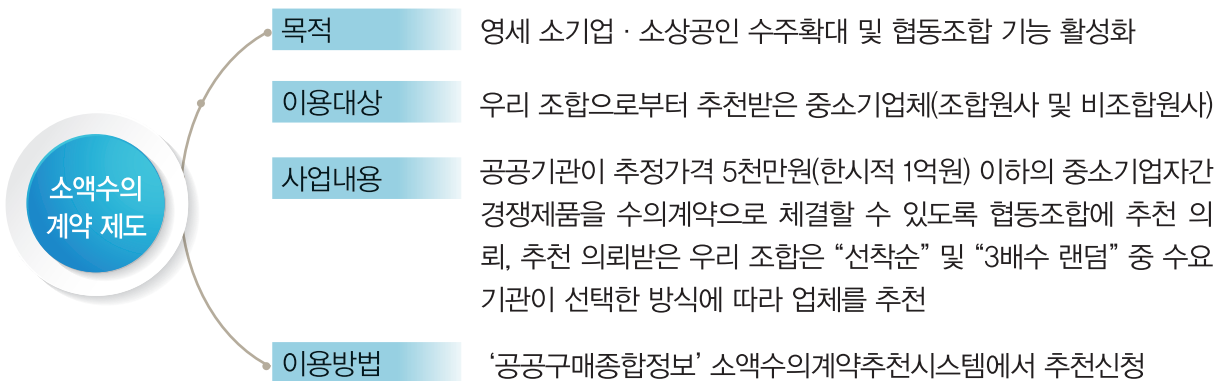 소액수의
계약 제도
목적
영세 소기업 · 소상공인 수주확대 및 협동조합 기능 활성화
이용대상
우리 조합으로부터 추천받은 중소기업체(조합원사 및 비조합원사)
사업내용
공공기관이 추정가격 5천만원(한시적 1억원) 이하의 중소기업자간
경쟁제품을 수의계약으로 체결할 수 있도록 협동조합에 추천 의
뢰, 추천 의뢰받은 우리 조합은 “선착순” 및 “3배수 랜덤” 중 수요
기관이 선택한 방식에 따라 업체를 추천
이용방법
‘공공구매종합정보’ 소액수의계약추천시스템에서 추천신청